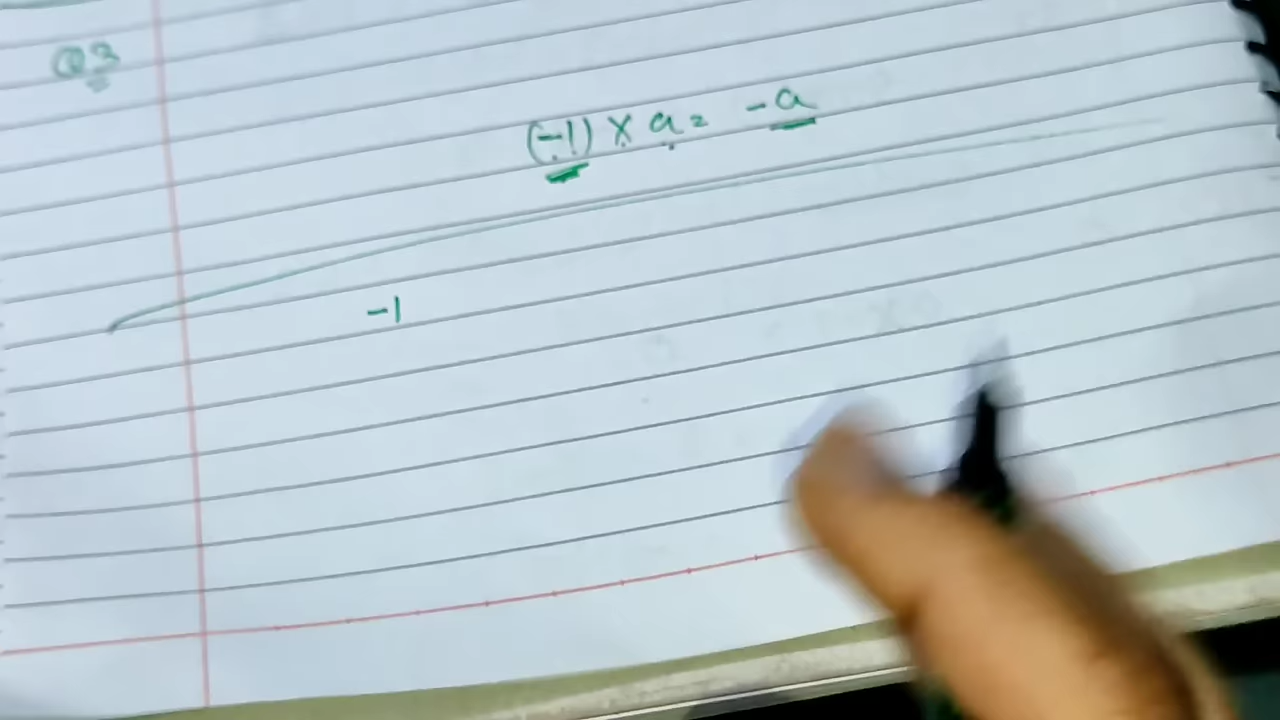 Q3
(-1) × a = -a
-1